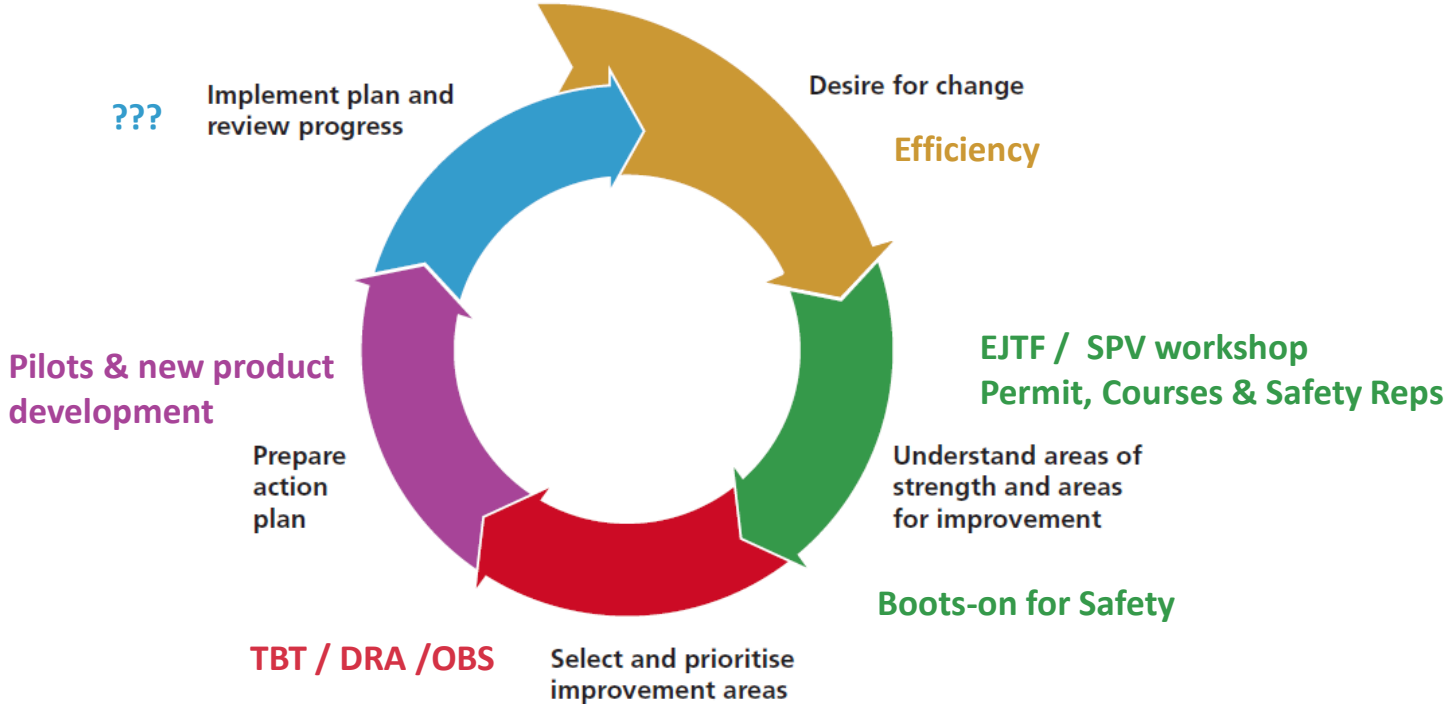 Desire for change
Efficiency
EJTF /  SPV workshop
Permit, Courses & Safety Reps
Understand areas of
strength and areas
for improvement
Boots-on for Safety
Select and prioritise
improvement areas
TBT / DRA /OBS
Prepare
action
plan
Pilots & new product
development
Implement plan and
review progress
???